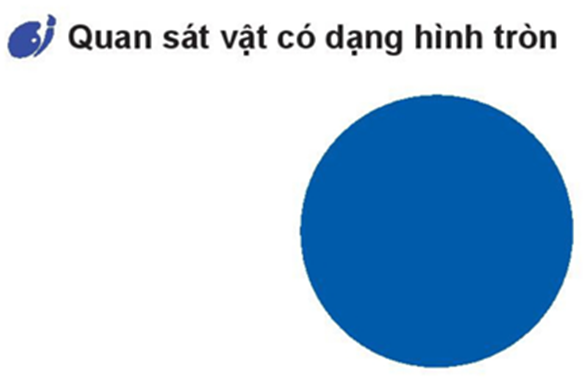 Quan sát vật có dạng hình tròn